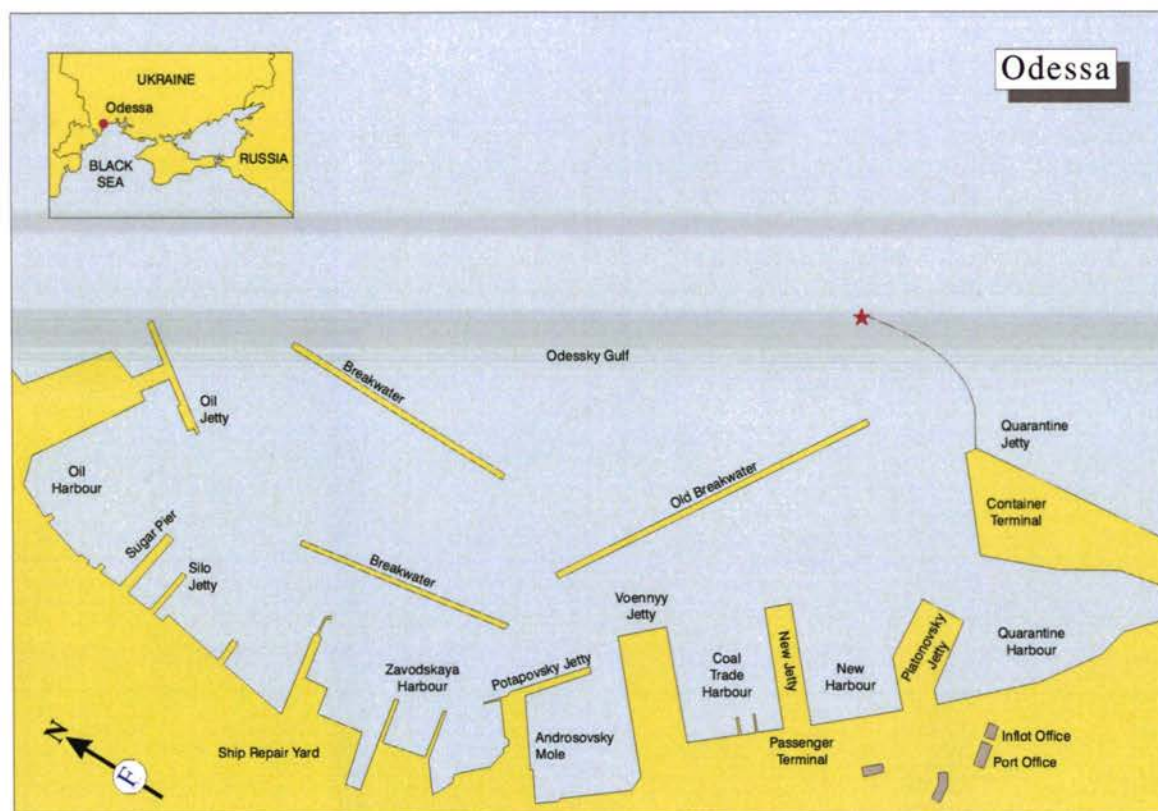 Odessa
UKRAINE
Odessa
BLACK
SEA
RUSSIA
Odessky Gulf
Breakwater
Oil
Jetty
Quarantine
Jetty
Oil
Harbour
Old Breakwater
Container
Terminal
Sugar Pier
Silo
Jetty
Breakwater
Voennyy
Jetty
Zavodskaya
Harbour
Potapovsky Jetty
Coal
Trade
Harbour
New Jetty
New
Harbour
Platonovsky
Jetty
Quarantine
Harbour
Ship Repair Yard
Androsovsky
Mole
Passenger
Terminal
Inflot Office
Port Office
N
F